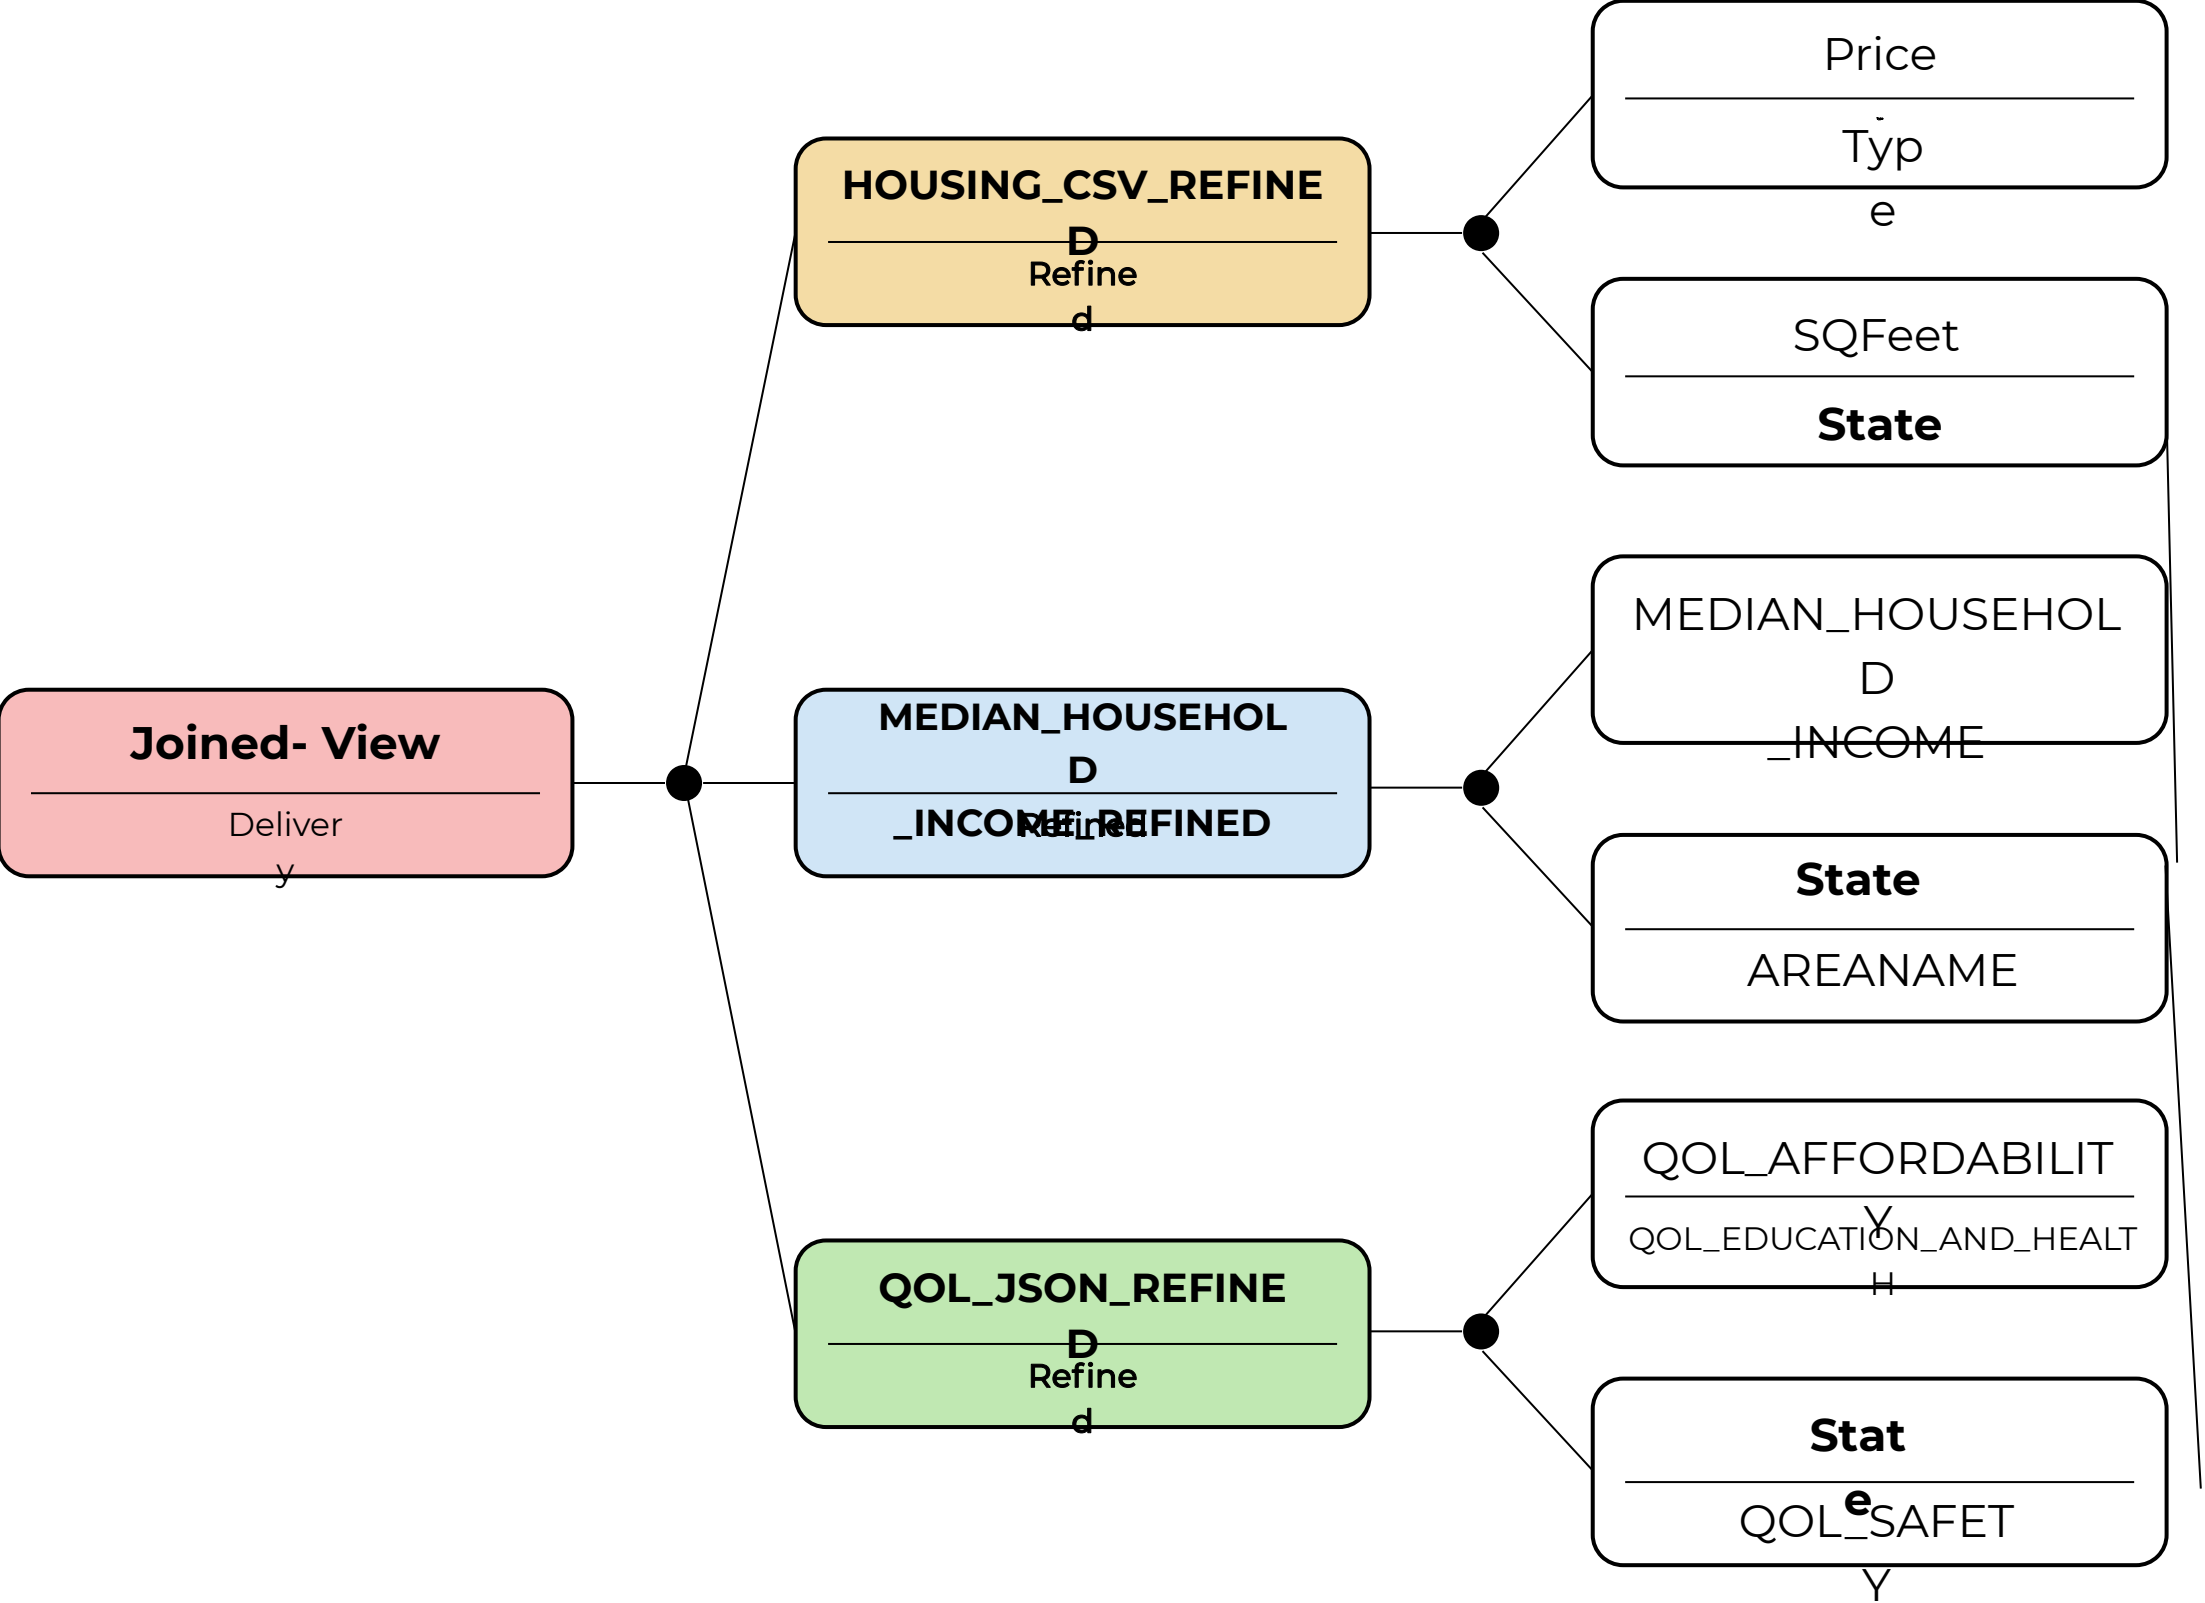 Price
Typ
e
HOUSING_CSV_REFINE
D
Refine
d
SQFeet
State
MEDIAN_HOUSEHOL
D
_INCOME
Joined- View
Deliver
y
MEDIAN_HOUSEHOL
D
_INCOME_REFINED
Refined
State
AREANAME
QOL_AFFORDABILIT
Y
QOL_EDUCATION_AND_HEALT
H
QOL_JSON_REFINE
D
Refine
d
Stat
e
QOL_SAFET
Y